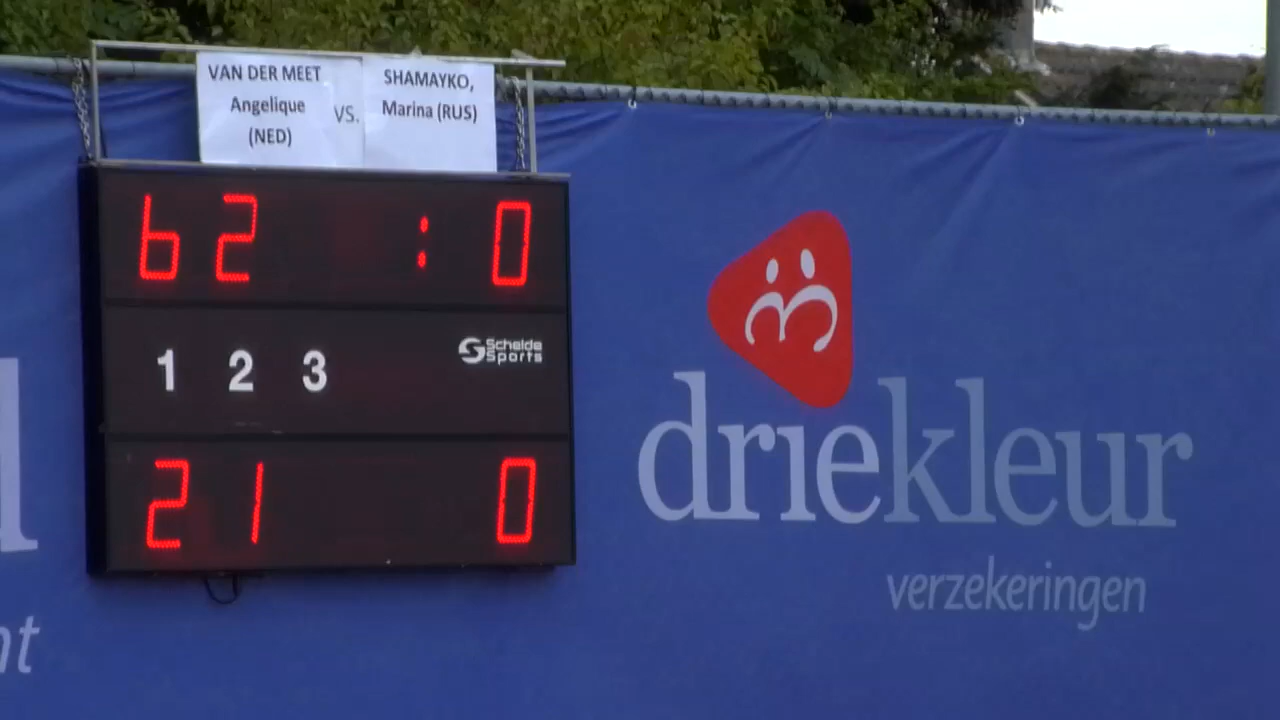 VAN DER MEET
Angelique
(NED)
VS.
SHAMAYKO,
Marina (RUS)
62 : 0
1 2 3
Schelde
Sports
21 0
driekleur
verzekeringen
nt